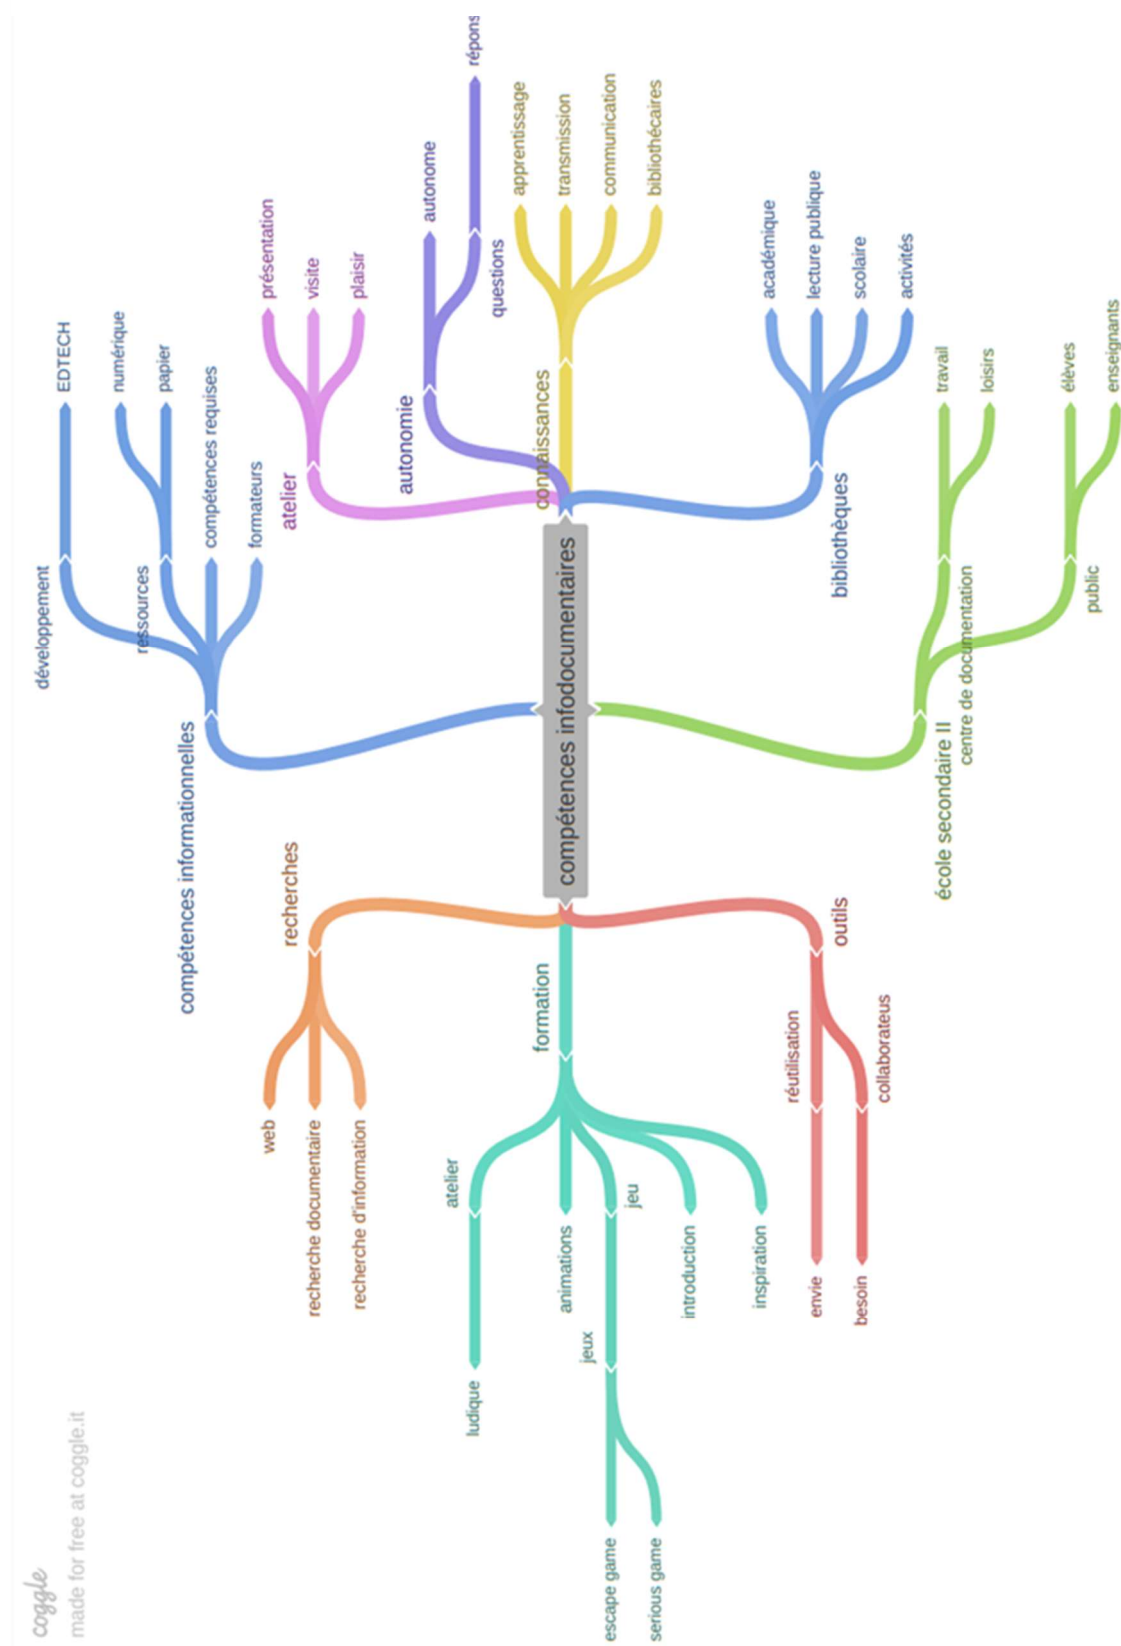 coggle
made for free at coggle.it
compétences infodocumentaires
compétences informationnelles
développement
EDTECH
ressources
numérique
papier
compétences requises
formateurs
atelier
présentation
visite
plaisir
autonomie
autonome
questions
répons
connaissances
apprentissage
transmission
communication
bibliothécaires
bibliothèques
académique
lecture publique
scolaire
activités
école secondaire II
centre de documentation
travail
loisirs
public
élèves
enseignants
recherches
web
recherche documentaire
recherche d'information
formation
atelier
ludique
animations
jeu
jeux
escape game
serious game
introduction
inspiration
outils
réutilisation
envie
collaborateus
besoin